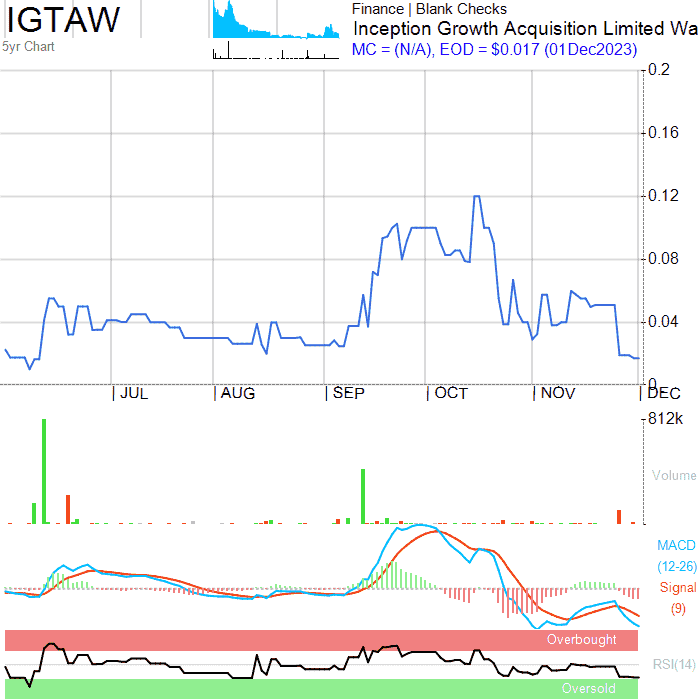 IGTAW
5yr Chart
Finance | Blank Checks
Inception Growth Acquisition Limited Wa
MC = (N/A), EOD = $0.017 (01Dec2023)
0.2
0.16
0.12
0.08
0.04
0
JUL AUG SEP OCT NOV DEC
812k
Volume
MACD
(12-26)
Signal
(9)
Overbought
RSI(14)
Oversold